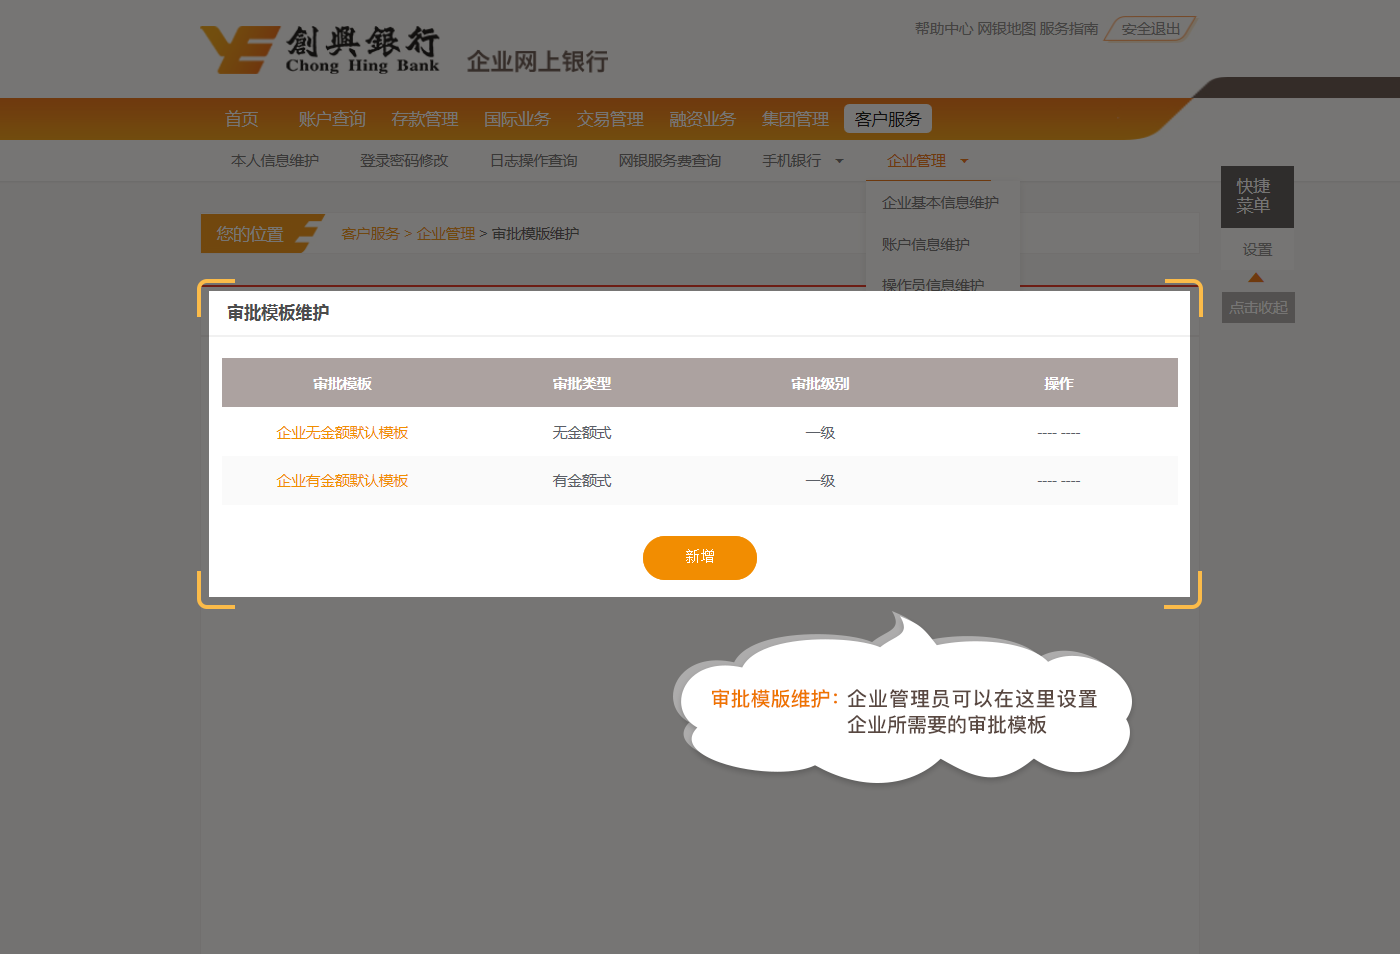 創興銀行
Chong Hing Bank
企业网上银行
帮助中心 网银地图 服务指南 安全退出
首页 账户查询 存款管理 国际业务 交易管理 融资业务 集团管理 客户服务
本人信息维护 登录密码修改 日志操作查询 网银服务费查询 手机银行 企业管理
企业基本信息维护
账户信息维护
操作员信息维护
快捷
菜单
设置
点击收起
您的位置 客户服务 > 企业管理 > 审批模版维护
审批模板维护
审批模板 审批类型 审批级别 操作
企业无金额默认模板 无金额式 一级 ---- ----
企业有金额默认模板 有金额式 一级 ---- ----
新增
审批模版维护：企业管理员可以在这里设置
企业所需要的审批模板